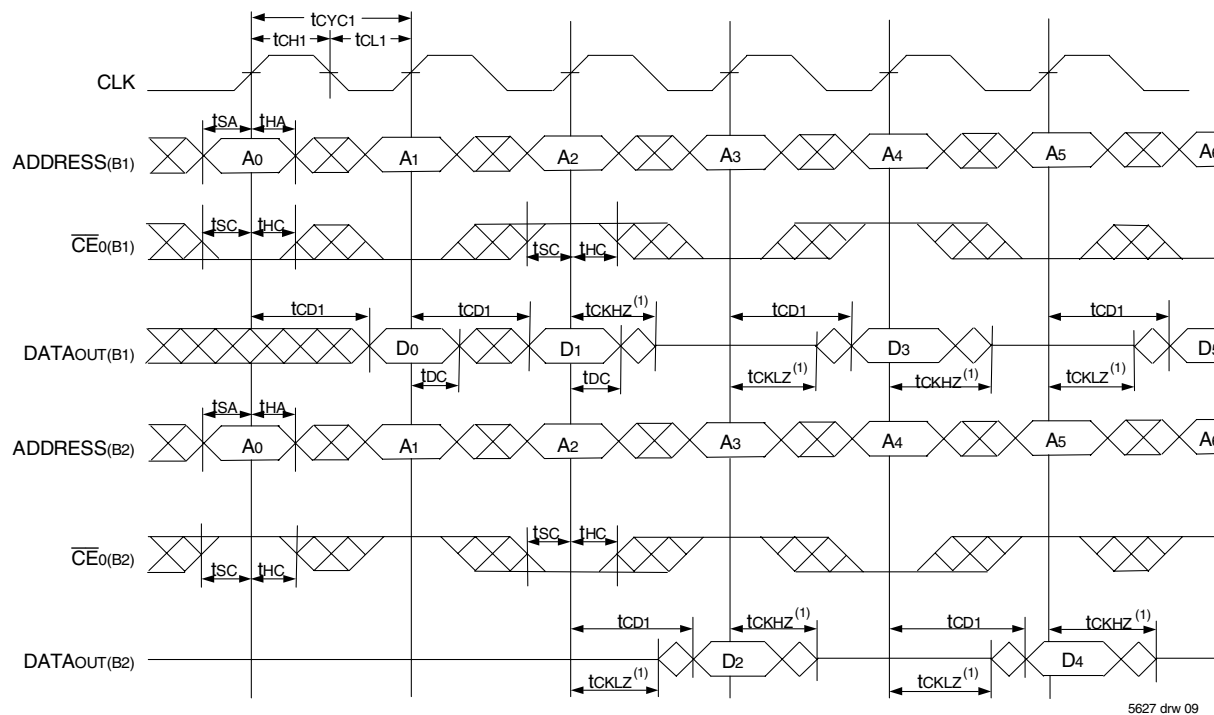 tCYC1
tCH1 tCL1
CLK
tSA tHA
ADDRESS(B1) A0 A1 A2 A3 A4 A5 A6
tSC tHC
CE0(B1)
tSC tHC
tCD1 tCD1 tCKHZ(1) tCD1 tCD1
DATAOUT(B1) D0 D1 D3 D5
tDC tDC tCKLZ(1) tCKHZ(1) tCKLZ(1)
tSA tHA
ADDRESS(B2) A0 A1 A2 A3 A4 A5 A6
tSC tHC
CE0(B2)
tSC tHC
tCD1 tCKHZ(1) tCD1 tCKHZ(1)
DATAOUT(B2) D2 D4
tCKLZ(1) tCKLZ(1)
5627 drw 09